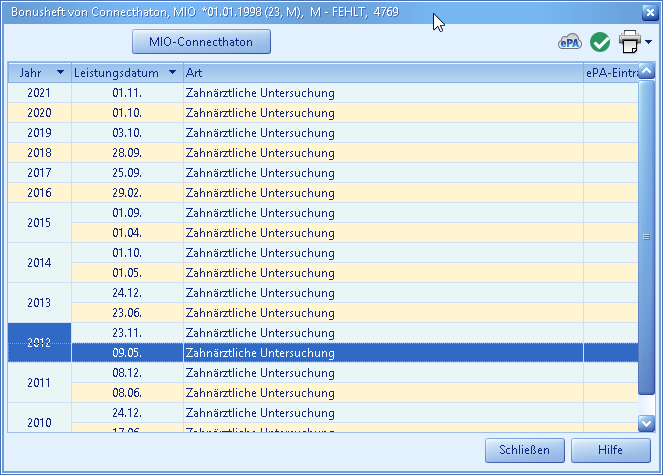 Bonusheft von Connecthaton, MIO *01.01.1998 (23, M), M - FEHLT, 4769
MIO-Connecthaton
ePA
Jahr Leistungsdatum Art ePA-Eintra
2021 01.11. Zahnärztliche Untersuchung
2020 01.10. Zahnärztliche Untersuchung
2019 03.10. Zahnärztliche Untersuchung
2018 28.09. Zahnärztliche Untersuchung
2017 25.09. Zahnärztliche Untersuchung
2016 29.02. Zahnärztliche Untersuchung
2015 01.09. Zahnärztliche Untersuchung
01.04. Zahnärztliche Untersuchung
2014 01.10. Zahnärztliche Untersuchung
01.05. Zahnärztliche Untersuchung
2013 24.12. Zahnärztliche Untersuchung
23.06. Zahnärztliche Untersuchung
2012 23.11. Zahnärztliche Untersuchung
09.05. Zahnärztliche Untersuchung
2011 08.12. Zahnärztliche Untersuchung
08.06. Zahnärztliche Untersuchung
2010 24.12. Zahnärztliche Untersuchung
17.06. Zahnärztliche Untersuchung
Schließen Hilfe